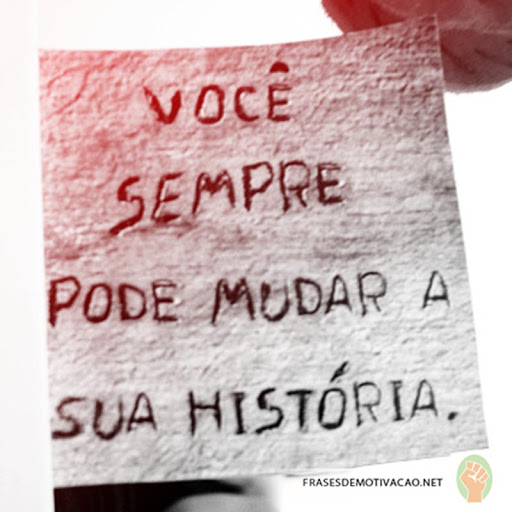 VOCÊ
SEMPRE
PODE MUDAR A
SUA HISTÓRIA.
FRASESDEMOTIVACAO.NET